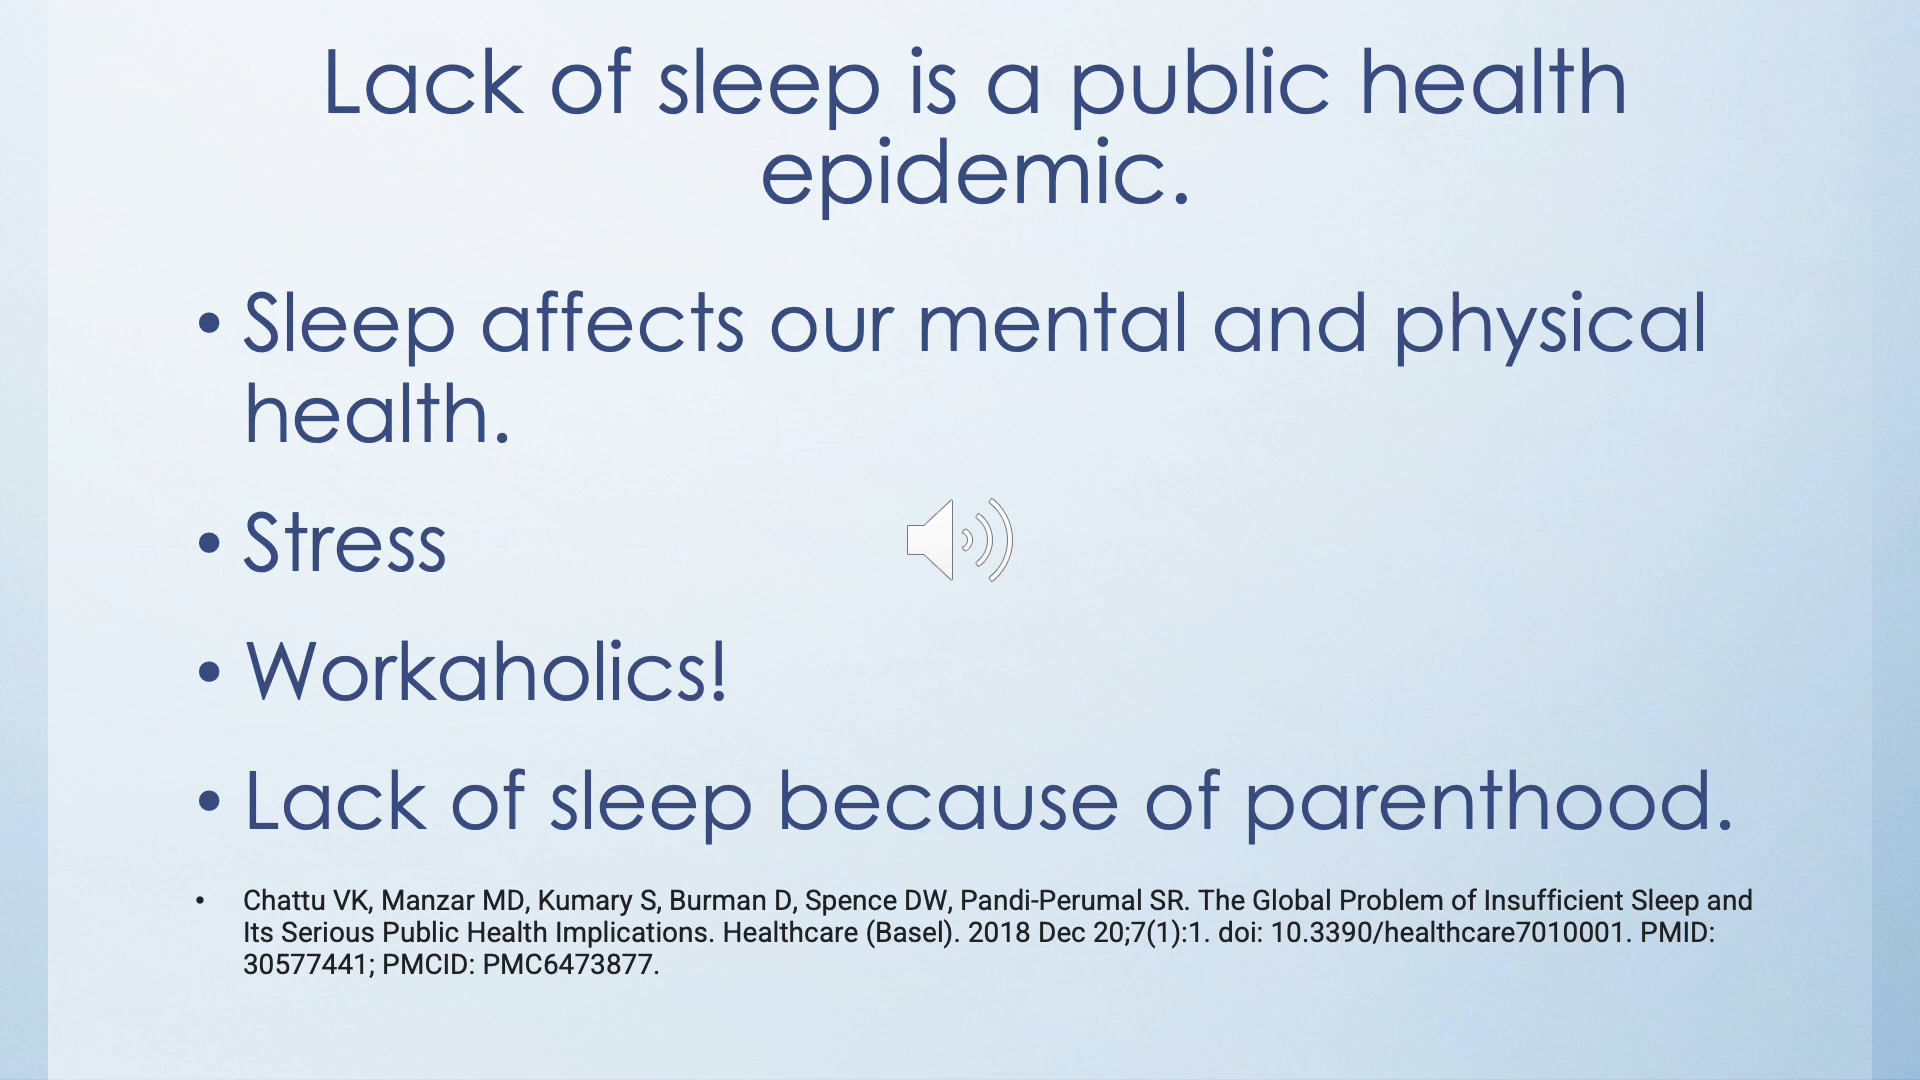 Lack of sleep is a public health
epidemic.
• Sleep affects our mental and physical
health.
• Stress
• Workaholics!
• Lack of sleep because of parenthood.
• Chattu VK, Manzar MD, Kumary S, Burman D, Spence DW, Pandi-Perumal SR. The Global Problem of Insufficient Sleep and
Its Serious Public Health Implications. Healthcare (Basel). 2018 Dec 20;7(1):1. doi: 10.3390/healthcare7010001. PMID:
30577441; PMCID: PMC6473877.